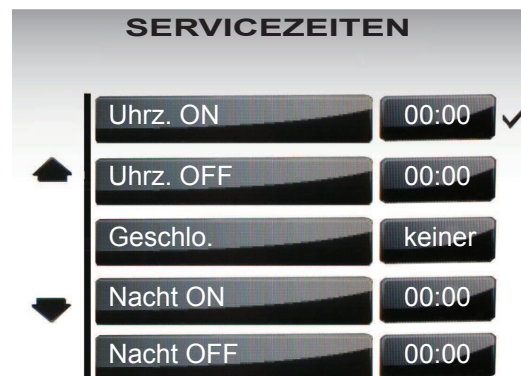 SERVICEZEITEN
Uhrz. ON 00:00
Uhrz. OFF 00:00
Geschlo. keiner
Nacht ON 00:00
Nacht OFF 00:00